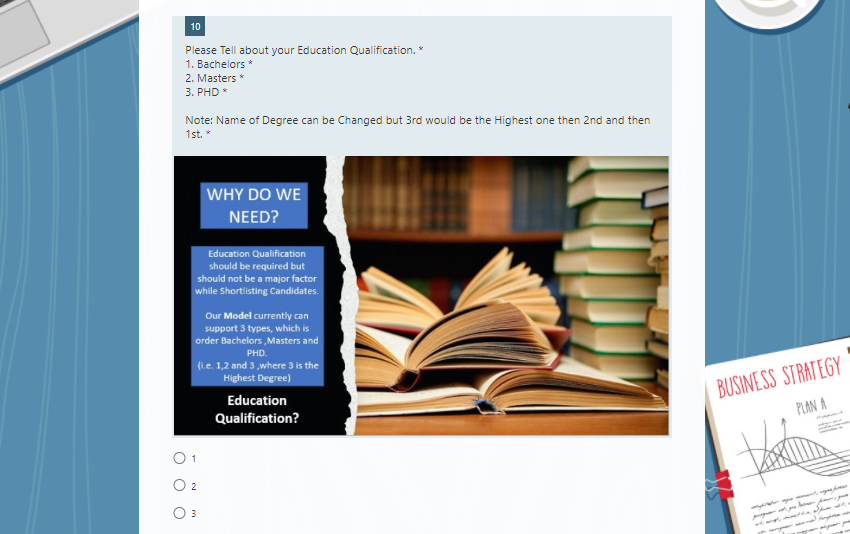 10
Please Tell about your Education Qualification. *
1. Bachelors *
2. Masters *
3. PHD *
Note: Name of Degree can be Changed but 3rd would be the Highest one then 2nd and then
1st. *
WHY DO WE
NEED?
Education Qualification
should be required but
should not be a major factor
while Shortlisting Candidates.
Our Model currently can
support 3 types, which is
order Bachelors ,Masters and
PHD.
(i.e. 1,2 and 3 ,where 3 is the
Highest Degree)
Education
Qualification?
1
2
3
BUSINESS STRATEGY
PLAN A